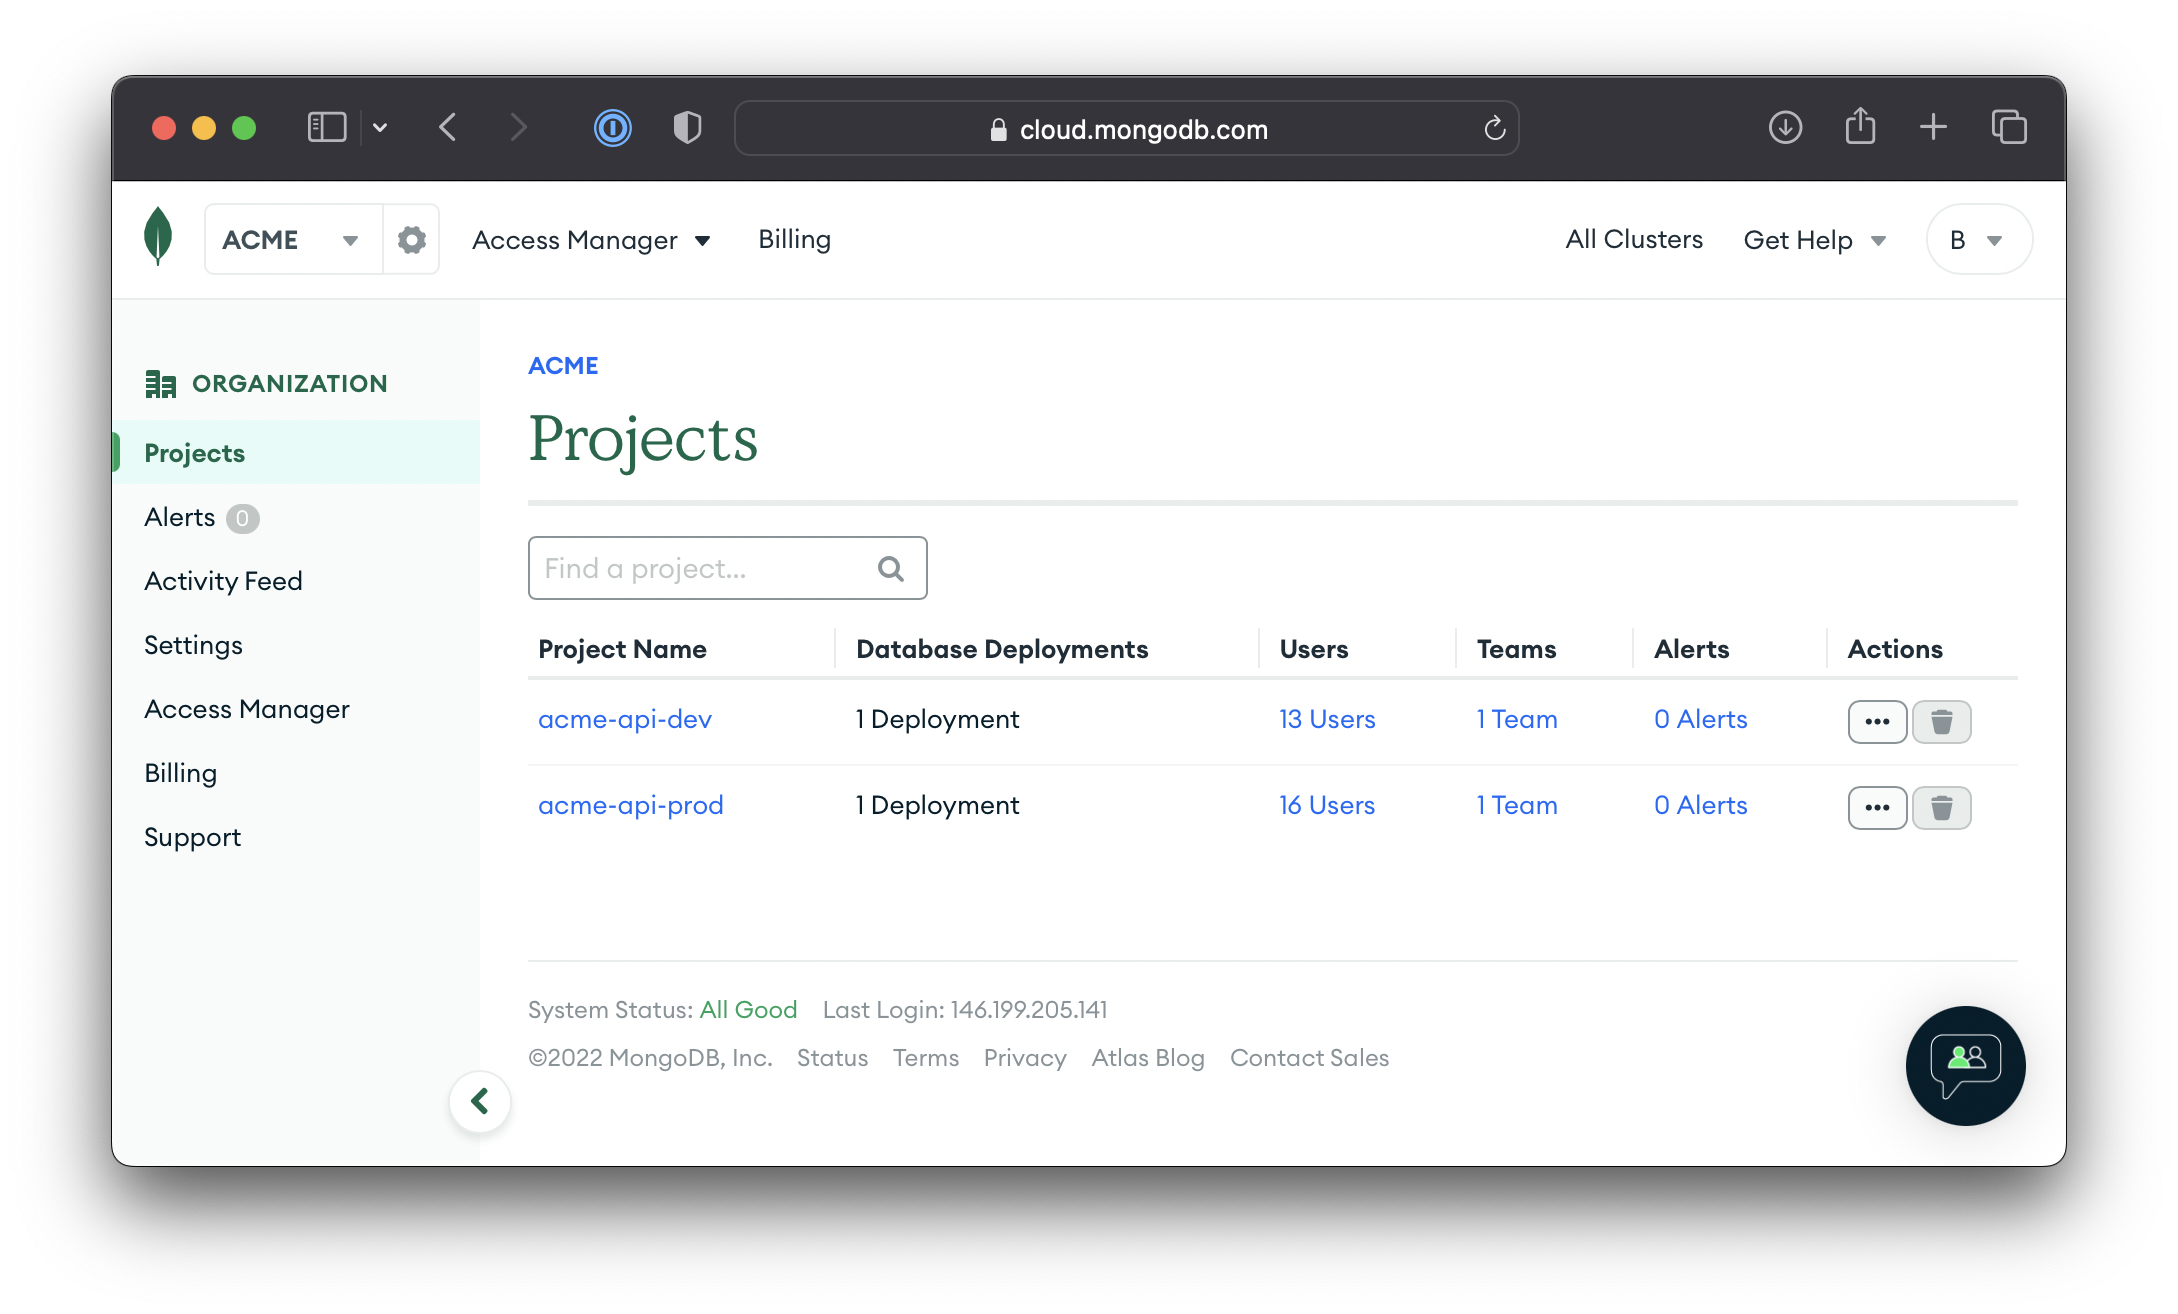 cloud.mongodb.com
ACME Access Manager Billing All Clusters Get Help B
ORGANIZATION
Projects
Alerts 0
Activity Feed
Settings
Access Manager
Billing
Support
ACME
Projects
Find a project...
Project Name Database Deployments Users Teams Alerts Actions
acme-api-dev 1 Deployment 13 Users 1 Team 0 Alerts
acme-api-prod 1 Deployment 16 Users 1 Team 0 Alerts
System Status: All Good Last Login: 146.199.205.141
©2022 MongoDB, Inc. Status Terms Privacy Atlas Blog Contact Sales